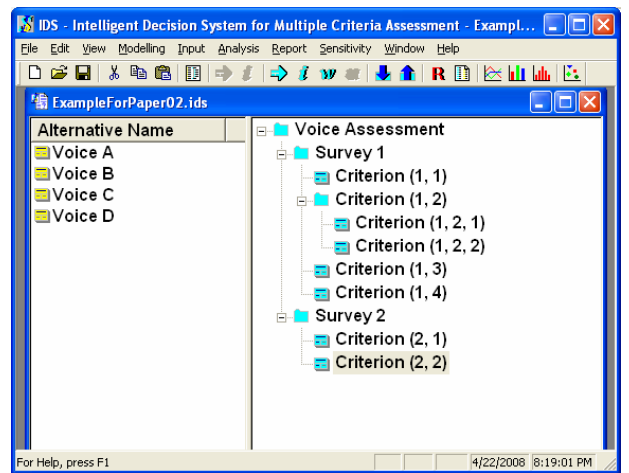 IDS - Intelligent Decision System for Multiple Criteria Assessment - Exampl...
File Edit View Modelling Input Analysis Report Sensitivity Window Help
ExampleForPaper02.ids
Alternative Name
Voice A
Voice B
Voice C
Voice D
Voice Assessment
Survey 1
Criterion (1, 1)
Criterion (1, 2)
Criterion (1, 2, 1)
Criterion (1, 2, 2)
Criterion (1, 3)
Criterion (1, 4)
Survey 2
Criterion (2, 1)
Criterion (2, 2)
For Help, press F1
4/22/2008 8:19:01 PM